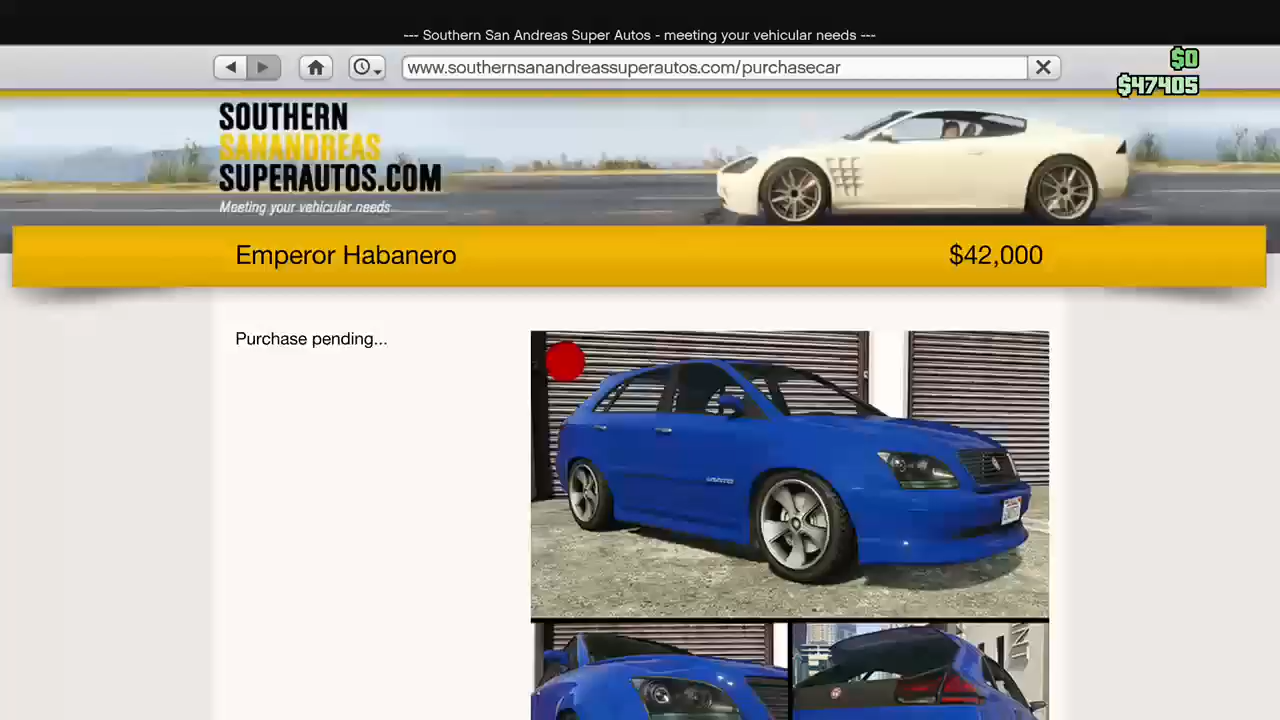 --- Southern San Andreas Super Autos - meeting your vehicular needs ---
www.southernsanandreassuperautos.com/purchasecar
$0
$47405
SOUTHERN
SANANDREAS
SUPERAUTOS.COM
Meeting your vehicular needs
Emperor Habanero
$42,000
Purchase pending...